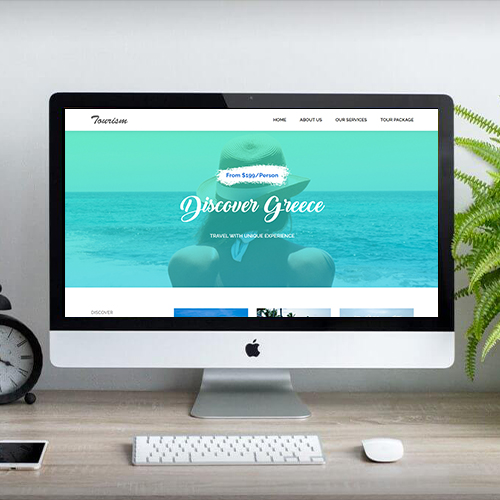 Tourism
HOME ABOUT US OUR SERVICES TOUR PACKAGE
From $199/Person
Discover Greece
TRAVEL WITH UNIQUE EXPERIENCE
DISCOVER